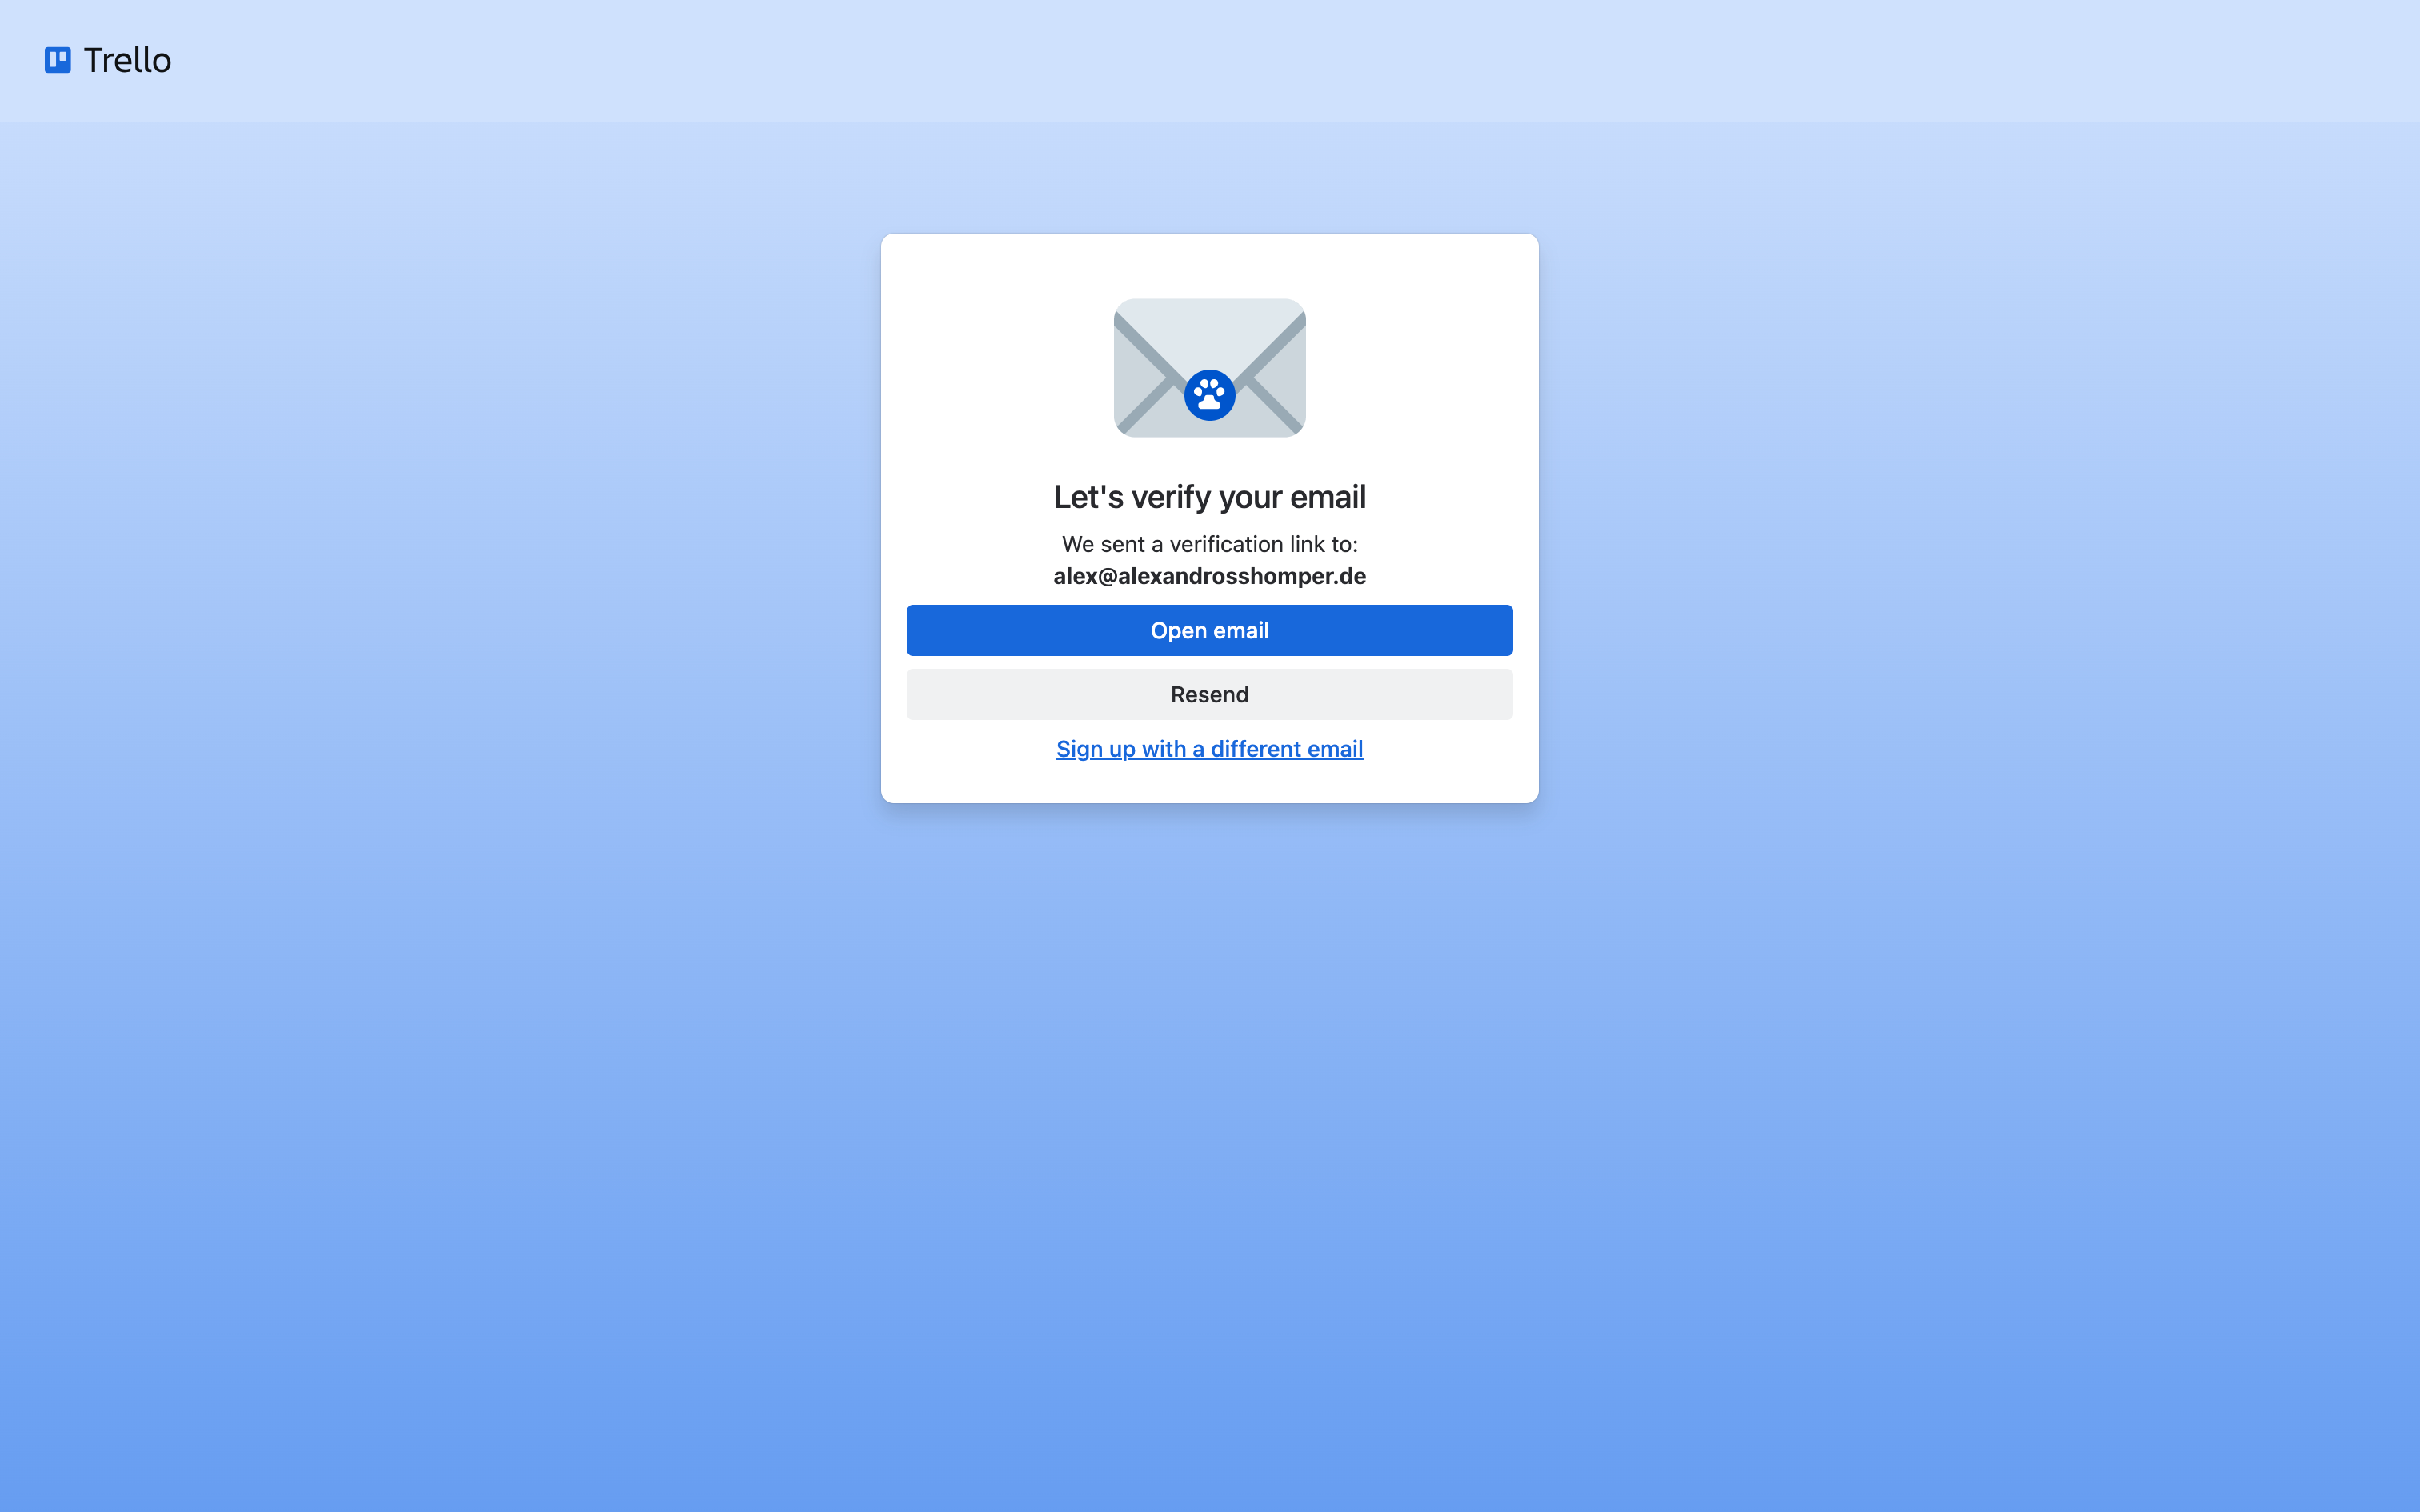 Trello
Let's verify your email
We sent a verification link to:
alex@alexandrosshomper.de
Open email
Resend
Sign up with a different email